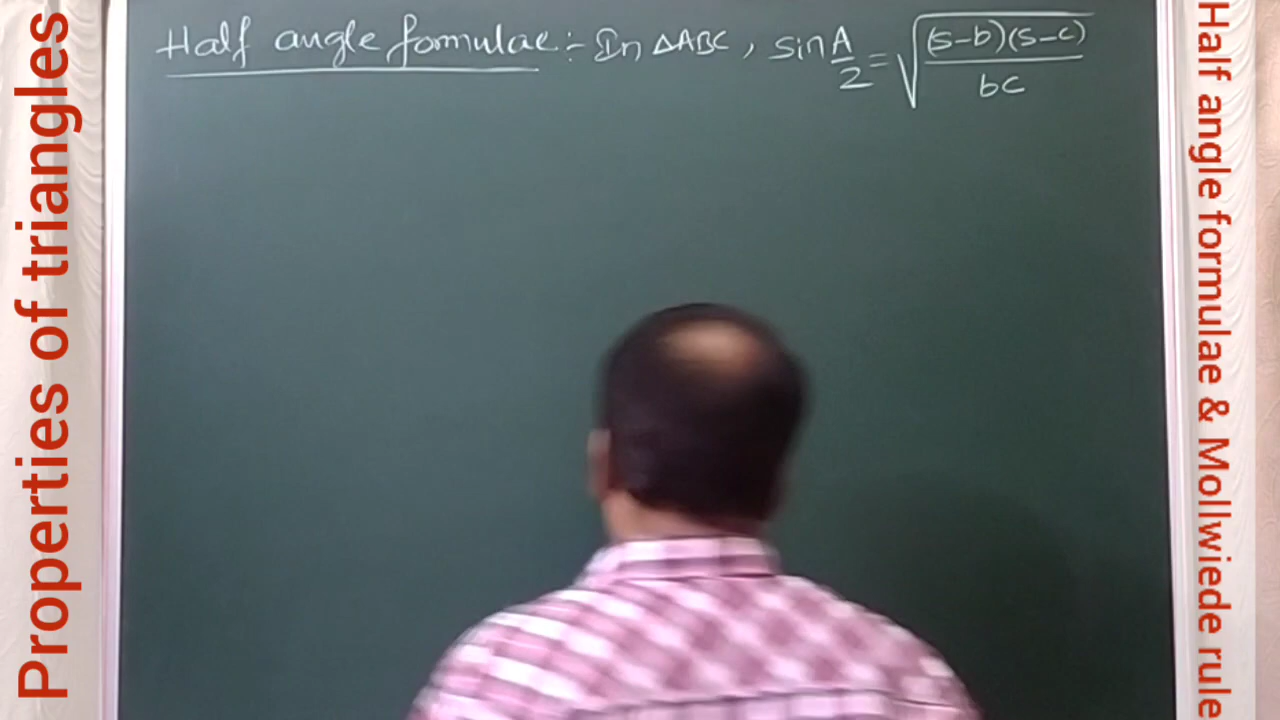 Properties of triangles
Half angle formulae :- In ΔABC, sin A/2 = √((s-b)(s-c)/bc)
Half angle formulae & Mollwiede rule